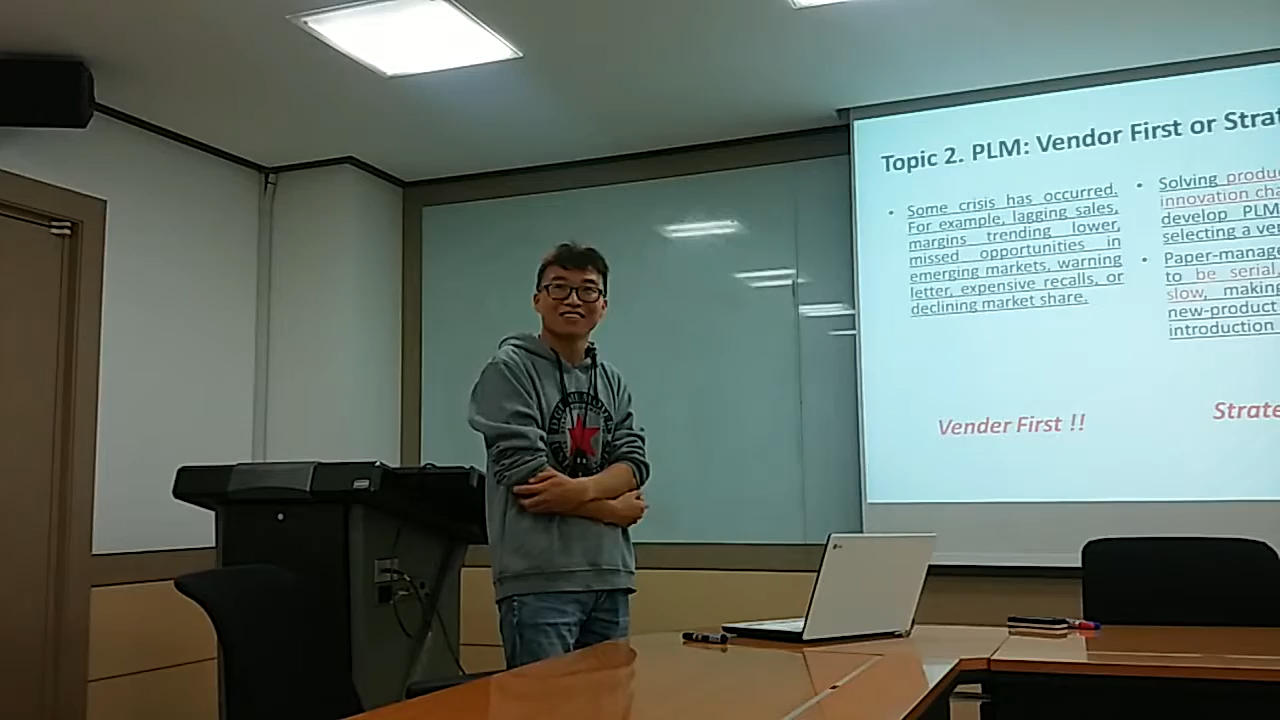 Topic 2. PLM: Vendor First or Strat
• Some crisis has occurred.
For example, lagging sales,
margins trending lower,
missed opportunities in
emerging markets, warning
letter, expensive recalls, or
declining market share.
Vender First !!
• Solving produc
innovation cha
develop PLM
selecting a ve
• Paper-manage
to be serial,
slow, making
new-product
introduction
Strate